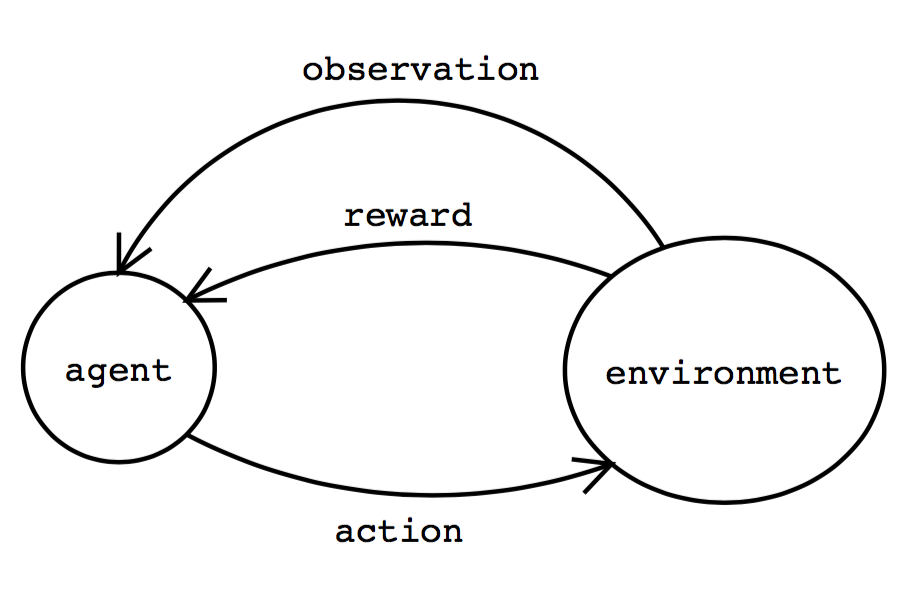 observation
reward
agent
environment
action